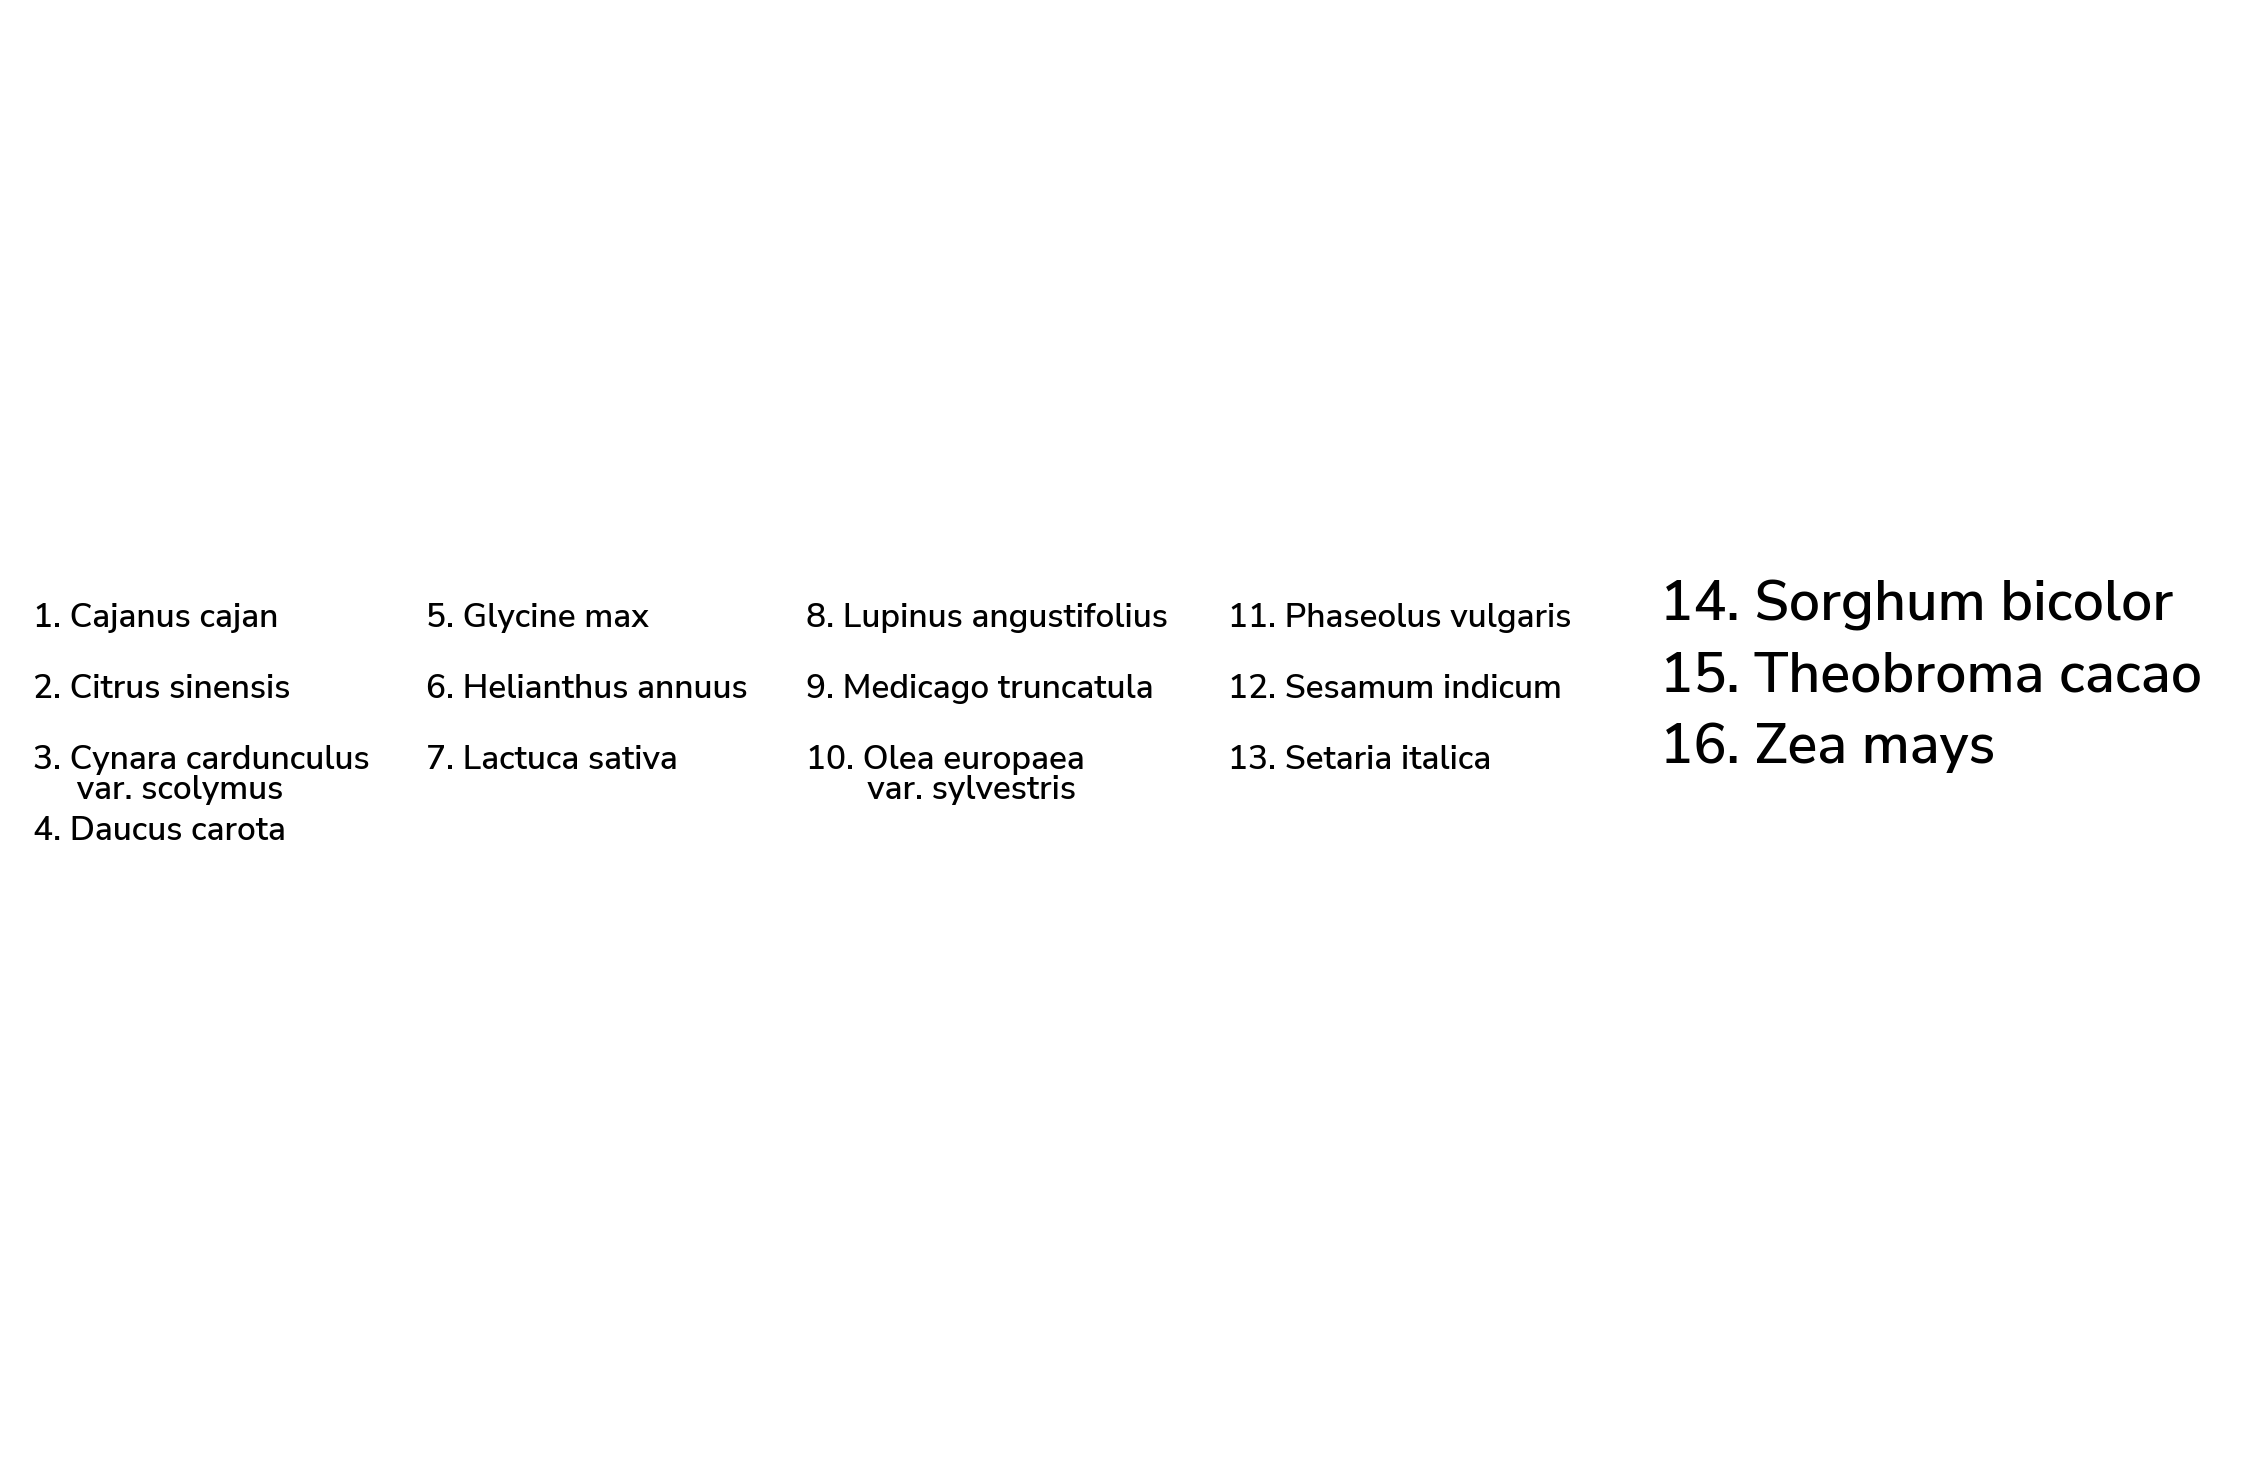 1. Cajanus cajan
2. Citrus sinensis
3. Cynara cardunculus
var. scolymus
4. Daucus carota
5. Glycine max
6. Helianthus annuus
7. Lactuca sativa
8. Lupinus angustifolius
9. Medicago truncatula
10. Olea europaea
var. sylvestris
11. Phaseolus vulgaris
12. Sesamum indicum
13. Setaria italica
14. Sorghum bicolor
15. Theobroma cacao
16. Zea mays